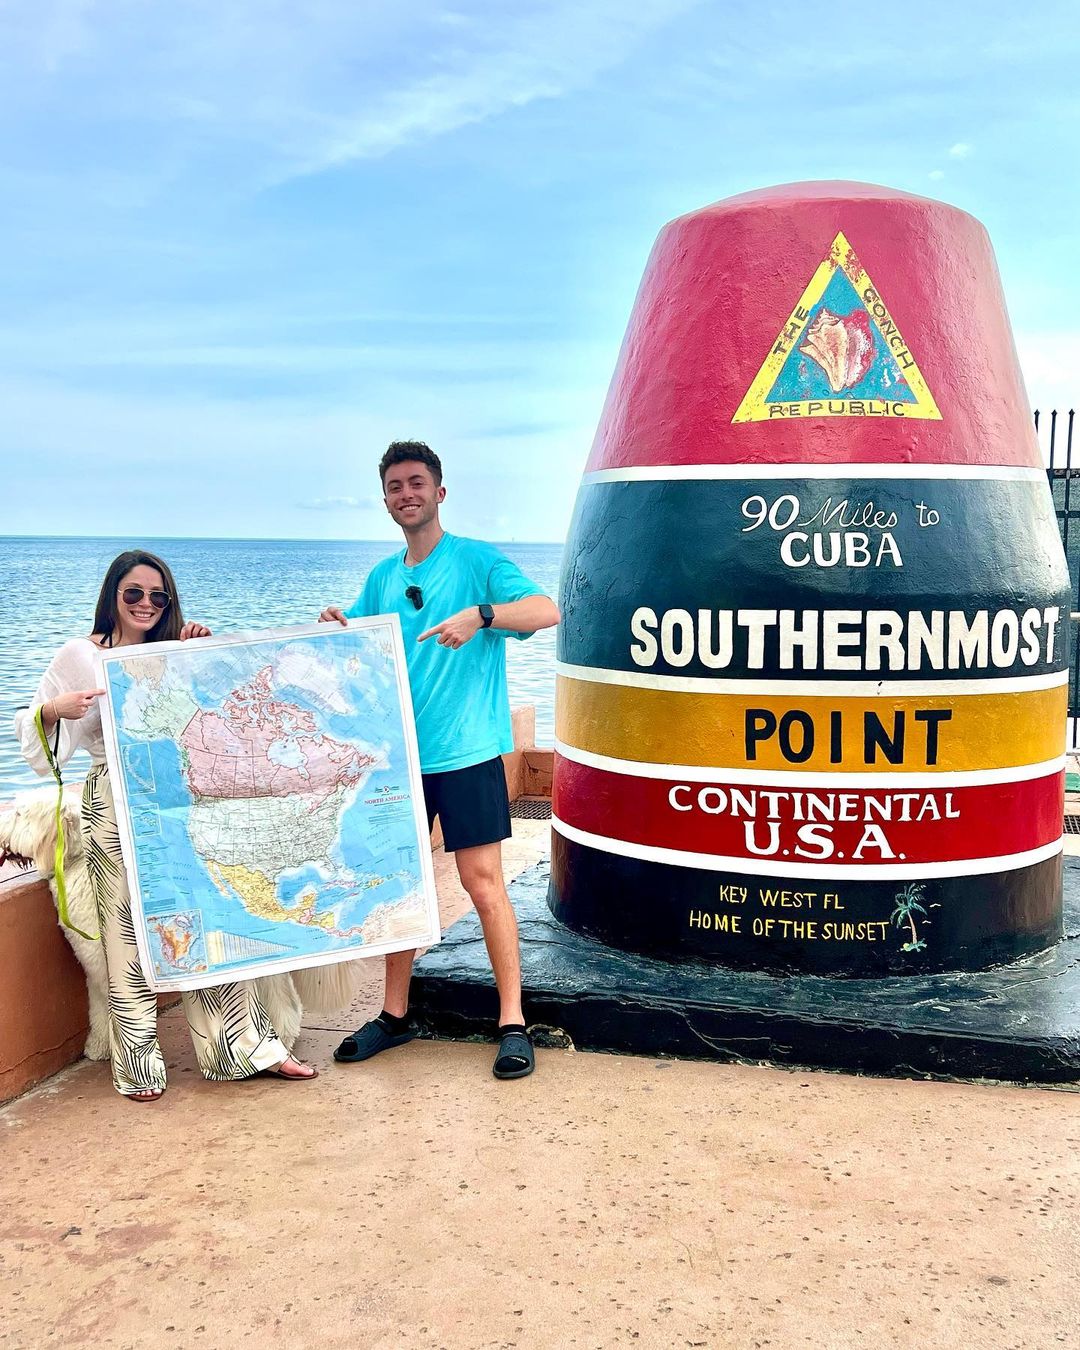 THE CONCH
REPUBLIC
90 Miles to
CUBA
SOUTHERNMOST
POINT
CONTINENTAL
U.S.A.
KEY WEST FL
HOME OF THE SUNSET
NORTH AMERICA